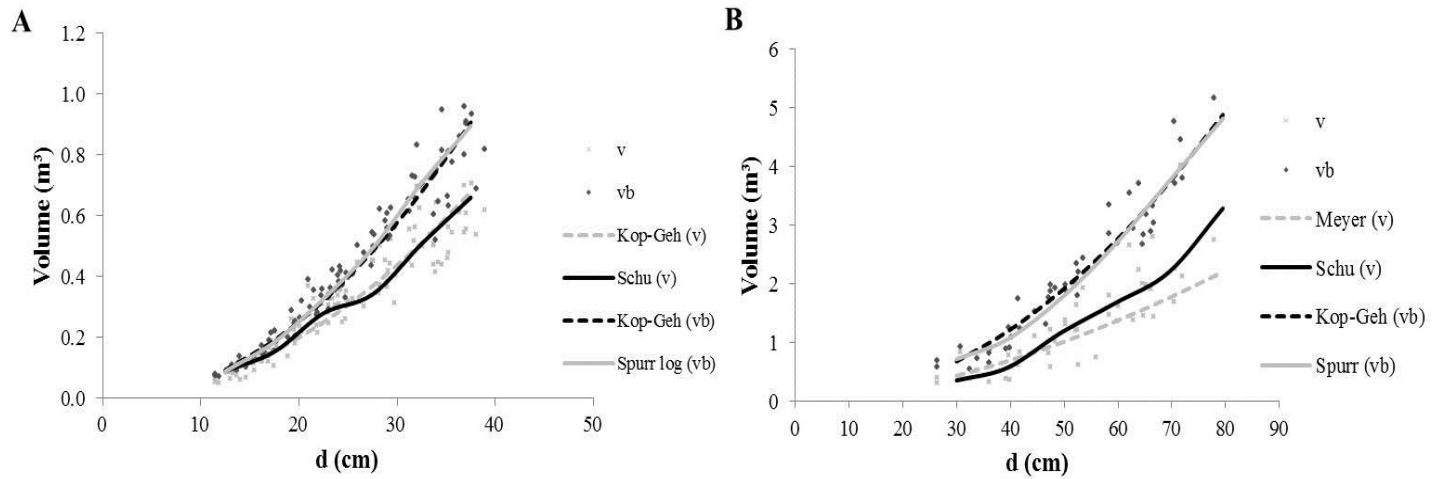 A
Volume (m³)
1.2
1.0
0.8
0.6
0.4
0.2
0.0
0 10 20 30 40 50
d (cm)
v
vb
Kop-Geh (v)
Schu (v)
Kop-Geh (vb)
Spurr log (vb)
B
Volume (m³)
6
5
4
3
2
1
0
0 10 20 30 40 50 60 70 80 90
d (cm)
v
vb
Meyer (v)
Schu (v)
Kop-Geh (vb)
Spurr (vb)